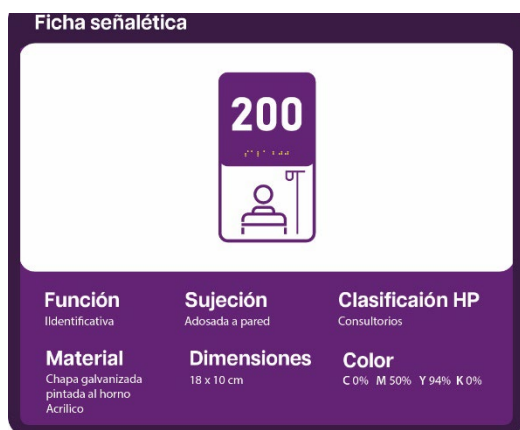 Ficha señalética
200
Función
IIdentificativa
Sujeción
Adosada a pared
Clasificaión HP
Consultorios
Material
Chapa galvanizada
pintada al horno
Acrilico
Dimensiones
18 x 10 cm
Color
C 0% M 50% Y 94% K 0%